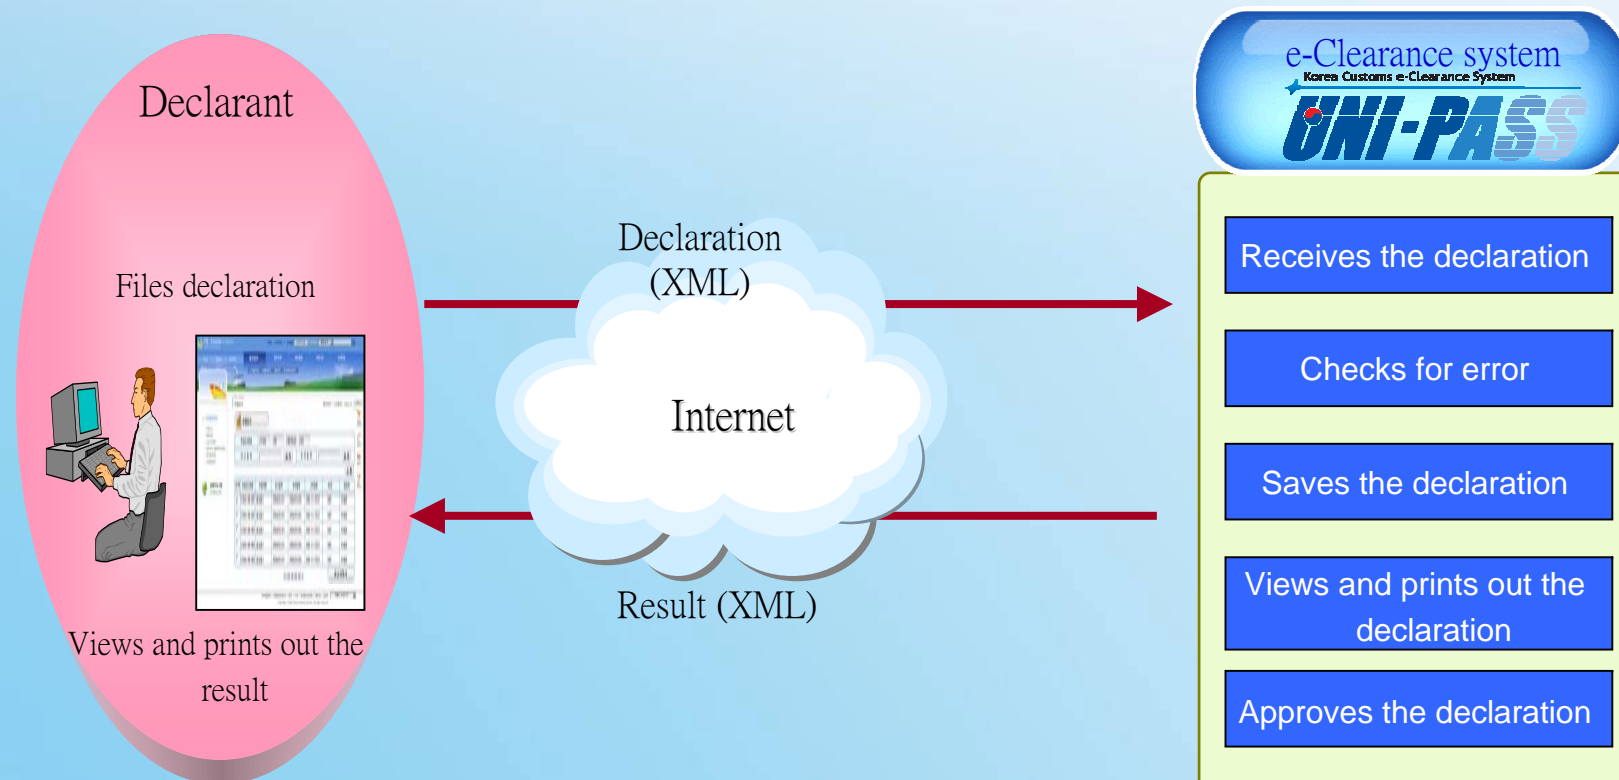 Declarant
Files declaration
Views and prints out the
result
Declaration
(XML)
Internet
Result (XML)
e-Clearance system
Korea Customs e-Clearance System
UNI-PASS
Receives the declaration
Checks for error
Saves the declaration
Views and prints out the
declaration
Approves the declaration